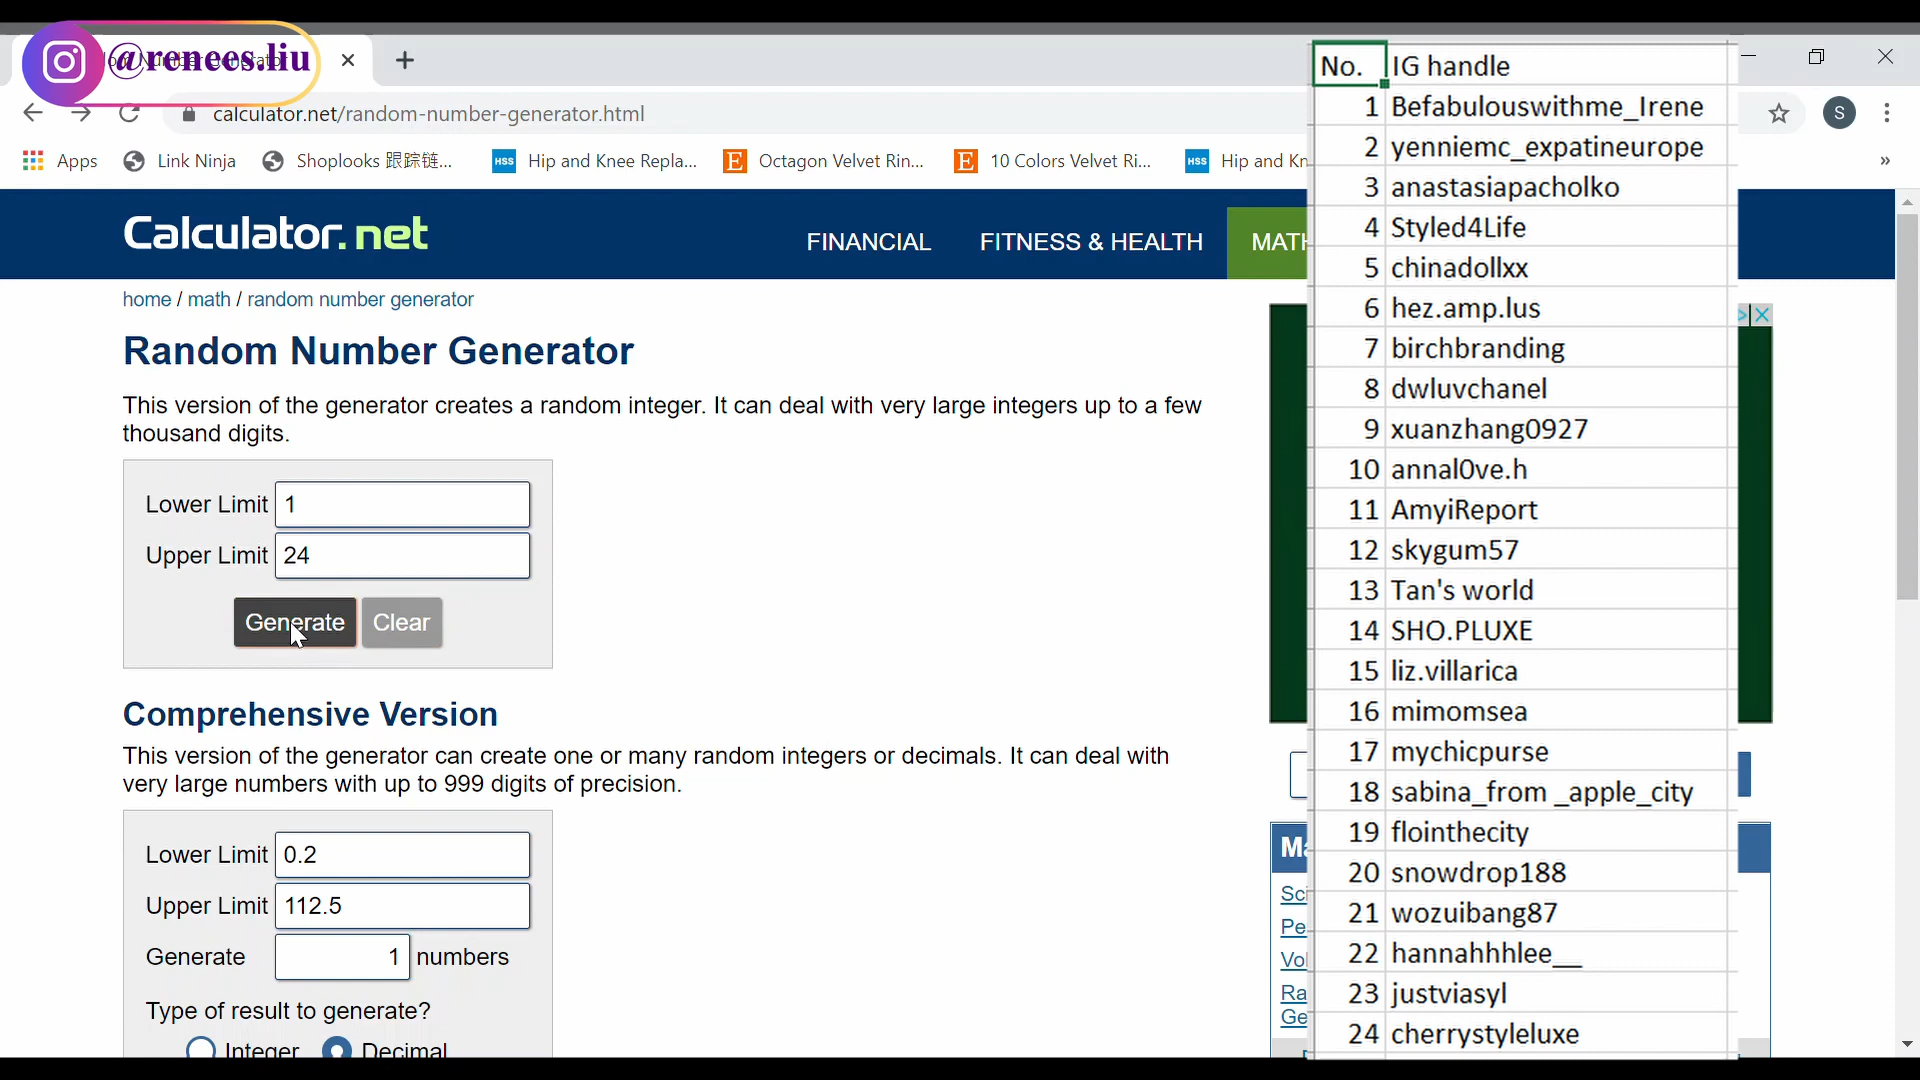 @renees.liu
calculator.net/random-number-generator.html
S
Apps
Link Ninja
Shoplooks 跟踪链...
HSS
Hip and Knee Repla...
E
Octagon Velvet Rin...
E
10 Colors Velvet Ri...
HSS
Hip and Kn
»
Calculator.net
FINANCIAL
FITNESS & HEALTH
MATH
home / math / random number generator
Random Number Generator
This version of the generator creates a random integer. It can deal with very large integers up to a few
thousand digits.
Lower Limit 1
Upper Limit 24
Generate
Clear
Comprehensive Version
This version of the generator can create one or many random integers or decimals. It can deal with
very large numbers with up to 999 digits of precision.
Lower Limit 0.2
Upper Limit 112.5
Generate 1 numbers
Type of result to generate?
Integer Decimal
No. IG handle
1 Befabulouswithme_Irene
2 yenniemc_expatineurope
3 anastasiapacholko
4 Styled4Life
5 chinadollxx
6 hez.amp.lus
7 birchbranding
8 dwluvchanel
9 xuanzhang0927
10 annal0ve.h
11 AmyiReport
12 skygum57
13 Tan's world
14 SHO.PLUXE
15 liz.villarica
16 mimomsea
17 mychicpurse
18 sabina_from _apple_city
19 flointhecity
20 snowdrop188
21 wozuibang87
22 hannahhhlee__
23 justviasyl
24 cherrystyleluxe
Ma
Sci
Pe
Vol
Ra
Ge